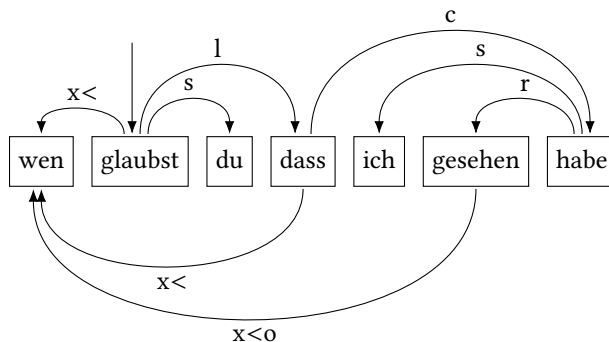 c
l s
x< s r
wen glaubst du dass ich gesehen habe
x<
x<o